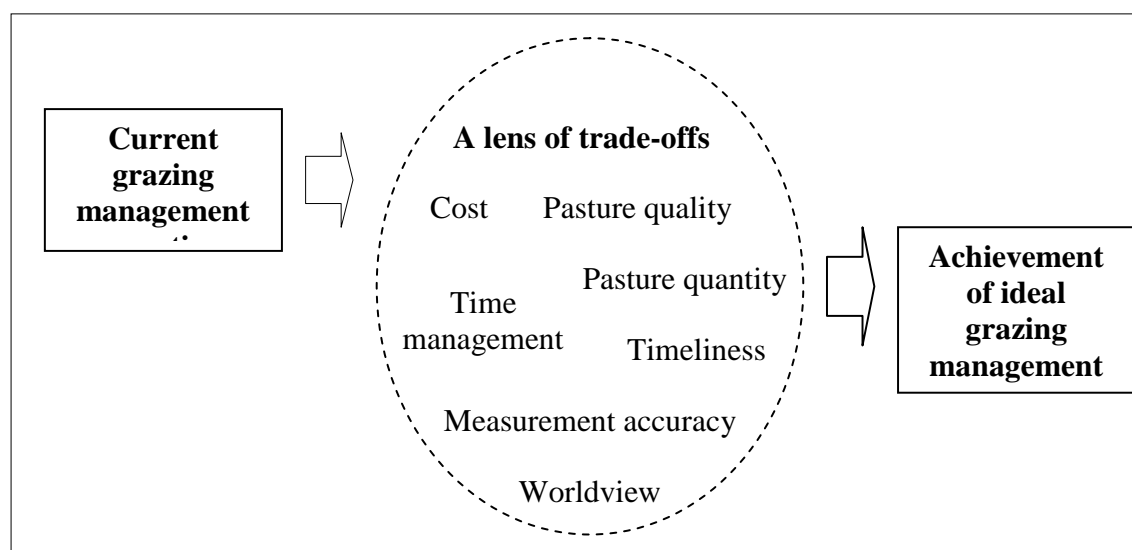 Current
grazing
management
A lens of trade-offs
Cost
Pasture quality
Pasture quantity
Time
management
Timeliness
Measurement accuracy
Worldview
Achievement
of ideal
grazing
management